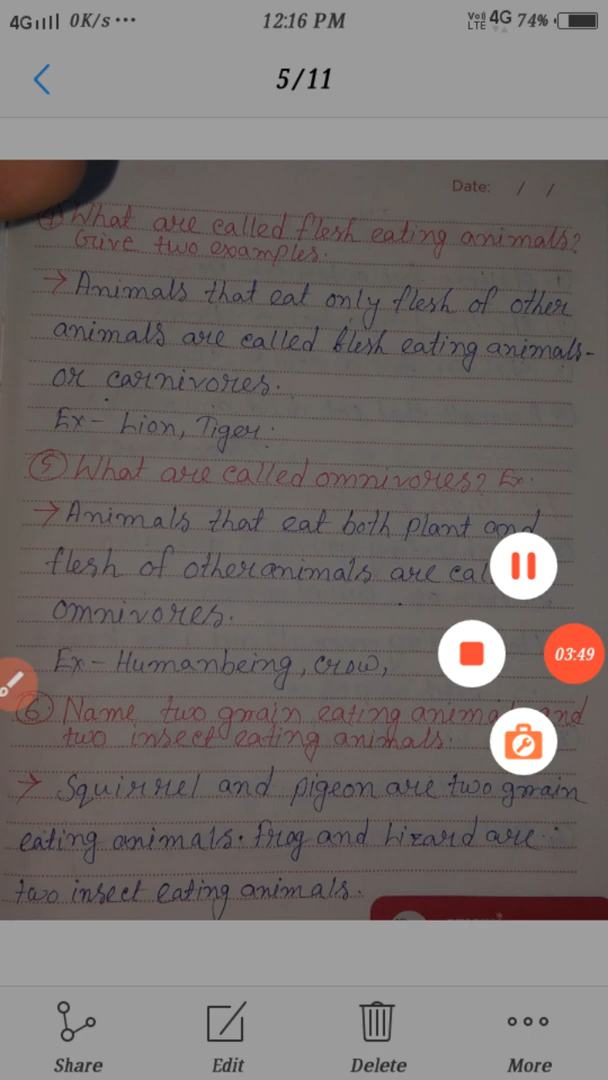 4G 0K/s... 12:16 PM VoI) LTE 4G 74%
5/11
Date: / /
④ What are called flesh eating animals?
Give two examples.
→ Animals that eat only flesh of other
animals are called flesh eating animals-
or carnivores.
Ex- Lion, Tiger.
⑤ What are called omnivores? Ex.
→ Animals that eat both plant and
flesh of other animals are
omnivores.
Ex- Humanbeing, crow,
03:49
⑥ Name two grain eating and
two insect eating animals.
→ Squirrel and pigeon are two grain
eating animals. frog and Lizard are
two insect eating animals.
Share Edit Delete More